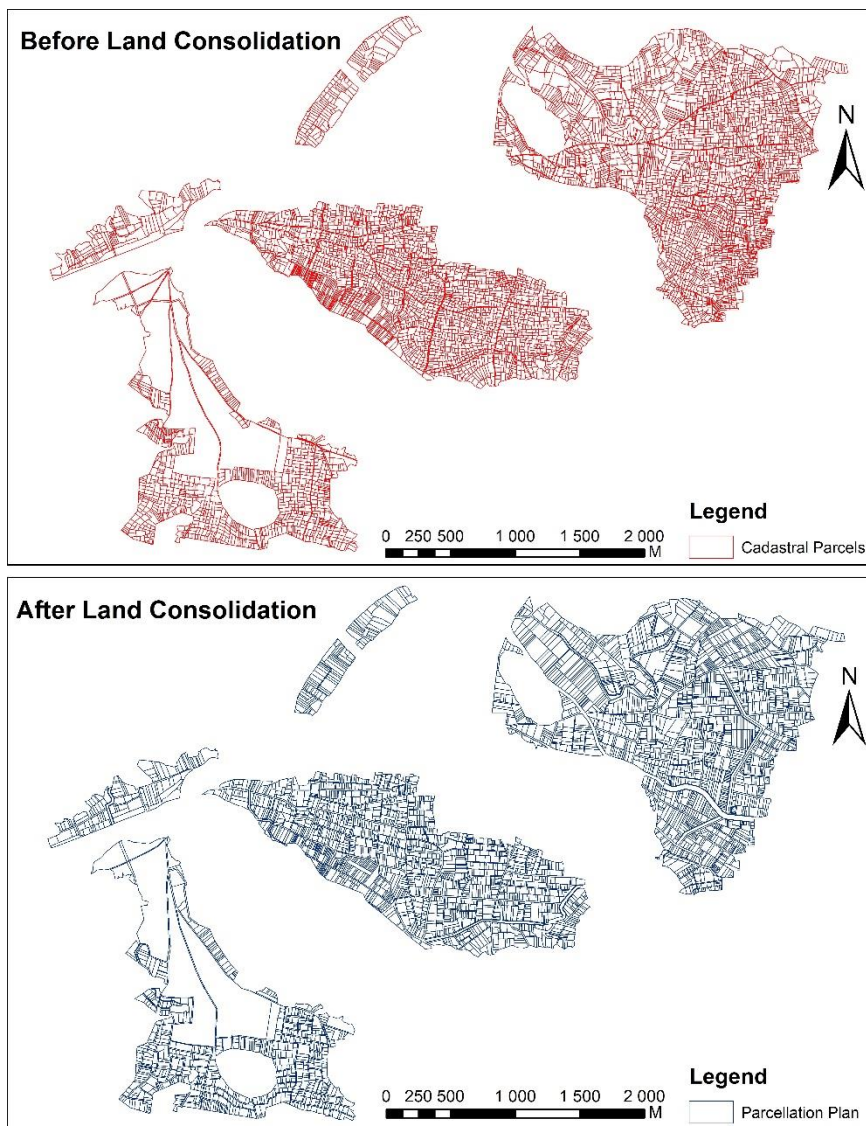 Before Land Consolidation
N
Legend
0 250 500 1 000 1 500 2 000
M
Cadastral Parcels
After Land Consolidation
N
Legend
0 250 500 1 000 1 500 2 000
M
Parcellation Plan